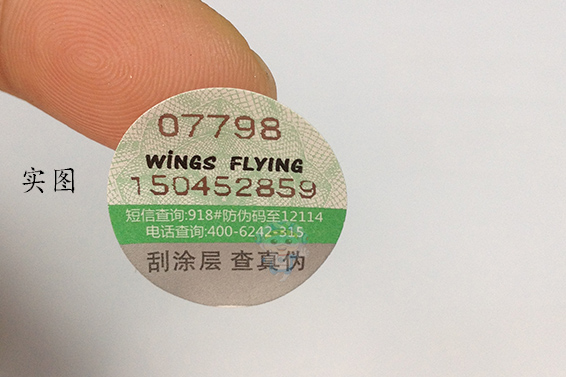 07798
WiNGS FLYING
实图
150452859
短信查询:918#防伪码至12114
电话查询:400-6242-315
刮涂层 查真伪